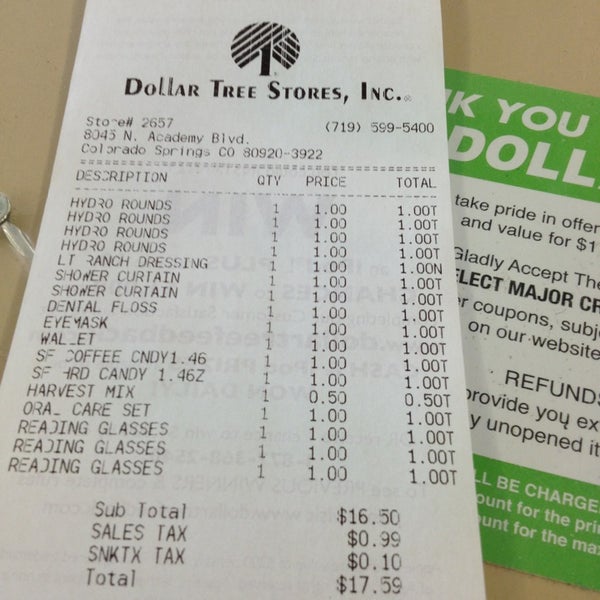 1
DOLLAR TREE STORES, INC.®
Store# 2657 (719) 599-5400
8045 N. Academy Blvd.
Colorado Springs CO 80920-3922
DESCRIPTION QTY PRICE TOTAL
HYDRO ROUNDS 1 1.00 1.00T
HYDRO ROUNDS 1 1.00 1.00T
HYDRO ROUNDS 1 1.00 1.00T
HYDRO ROUNDS 1 1.00 1.00T
LT RANCH DRESSING 1 1.00 1.00N
SHOWER CURTAIN 1 1.00 1.00T
SHOWER CURTAIN 1 1.00 1.00T
DENTAL FLOSS 1 1.00 1.00T
EYEMASK 1 1.00 1.00T
WALLET 1 1.00 1.00T
SF COFFEE CNDY1.46 1 1.00 1.00T
SF HRD CANDY 1.46Z 1 1.00 1.00T
HARVEST MIX 1 0.50 0.50T
ORAL CARE SET 1 1.00 1.00T
READING GLASSES 1 1.00 1.00T
READING GLASSES 1 1.00 1.00T
READING GLASSES 1 1.00 1.00T
Sub Total $16.50
SALES TAX $0.99
SNKTX TAX $0.10
Total $17.59
K YOU
DOLL
take pride in offer
and value for $1
Gladly Accept The
LECT MAJOR CR
r coupons, subj
on our website
REFUNDS
provide you ex
y unopened it
LL BE CHARGE
ount for the pri
unt for the max